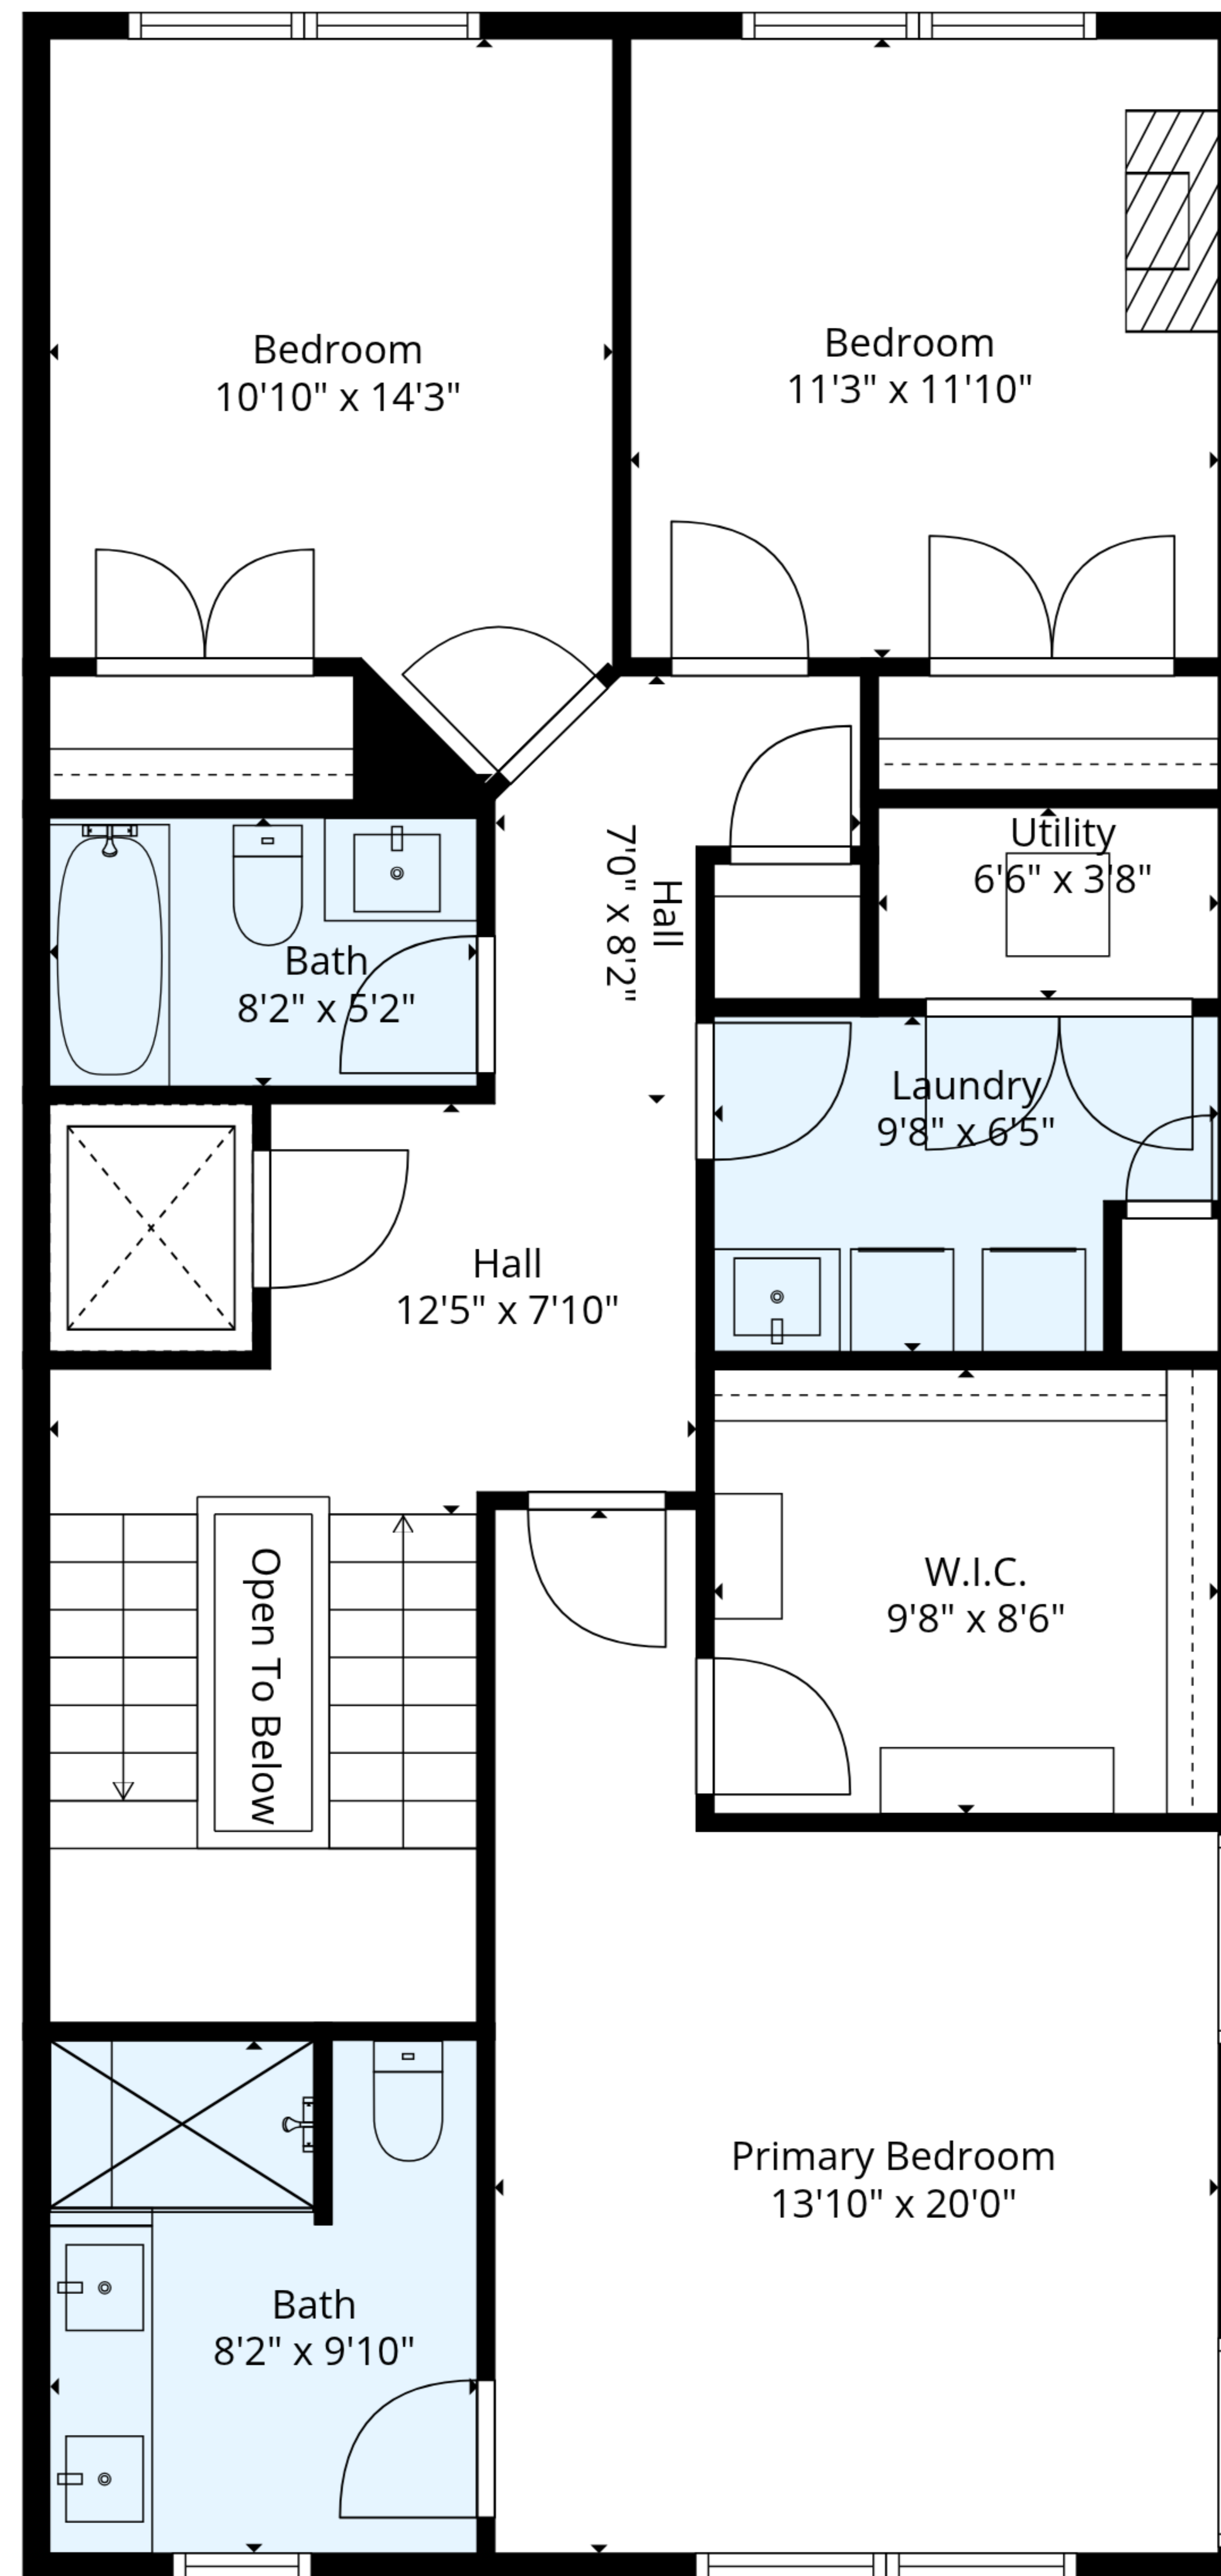 Bedroom
10'10" x 14'3"
Bedroom
11'3" x 11'10"
Utility
6'6" x 3'8"
Hall
7'0" x 8'2"
Bath
8'2" x 5'2"
Laundry
9'8" x 6'5"
Hall
12'5" x 7'10"
Open To Below
W.I.C.
9'8" x 8'6"
Primary Bedroom
13'10" x 20'0"
Bath
8'2" x 9'10"